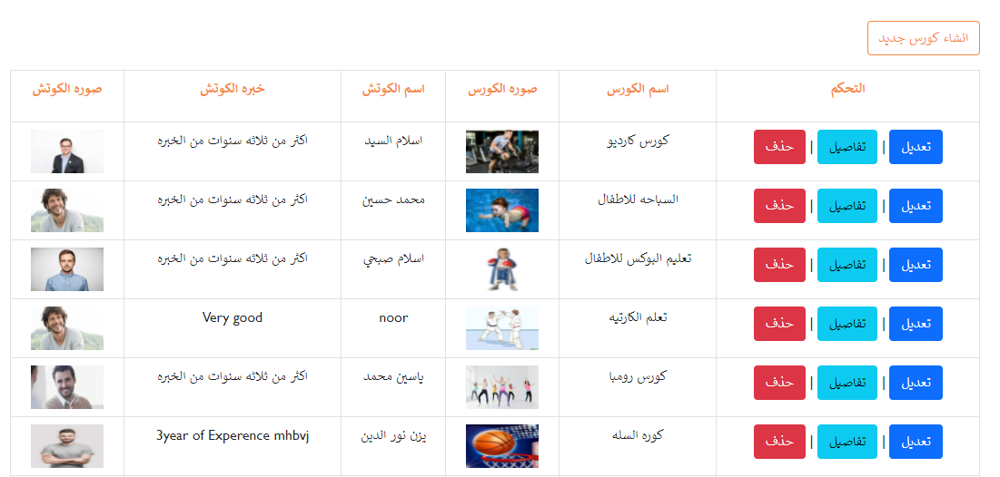 انشاء كورس جديد
التحكم اسم الكورس صوره الكورس اسم الكوتش خبره الكوتش صوره الكوتش
تعديل | تفاصيل | حذف كورس كارديو اسلام السيد اكثر من ثلاثه سنوات من الخبره
تعديل | تفاصيل | حذف السباحه للاطفال محمد حسين اكثر من ثلاثه سنوات من الخبره
تعديل | تفاصيل | حذف تعليم البوكس للاطفال اسلام صبحي اكثر من ثلاثه سنوات من الخبره
تعديل | تفاصيل | حذف تعلم الكارتيه noor Very good
تعديل | تفاصيل | حذف كورس رومبا ياسين محمد اكثر من ثلاثه سنوات من الخبره
تعديل | تفاصيل | حذف كوره السله يزن نور الدين 3year of Experence mhbvj